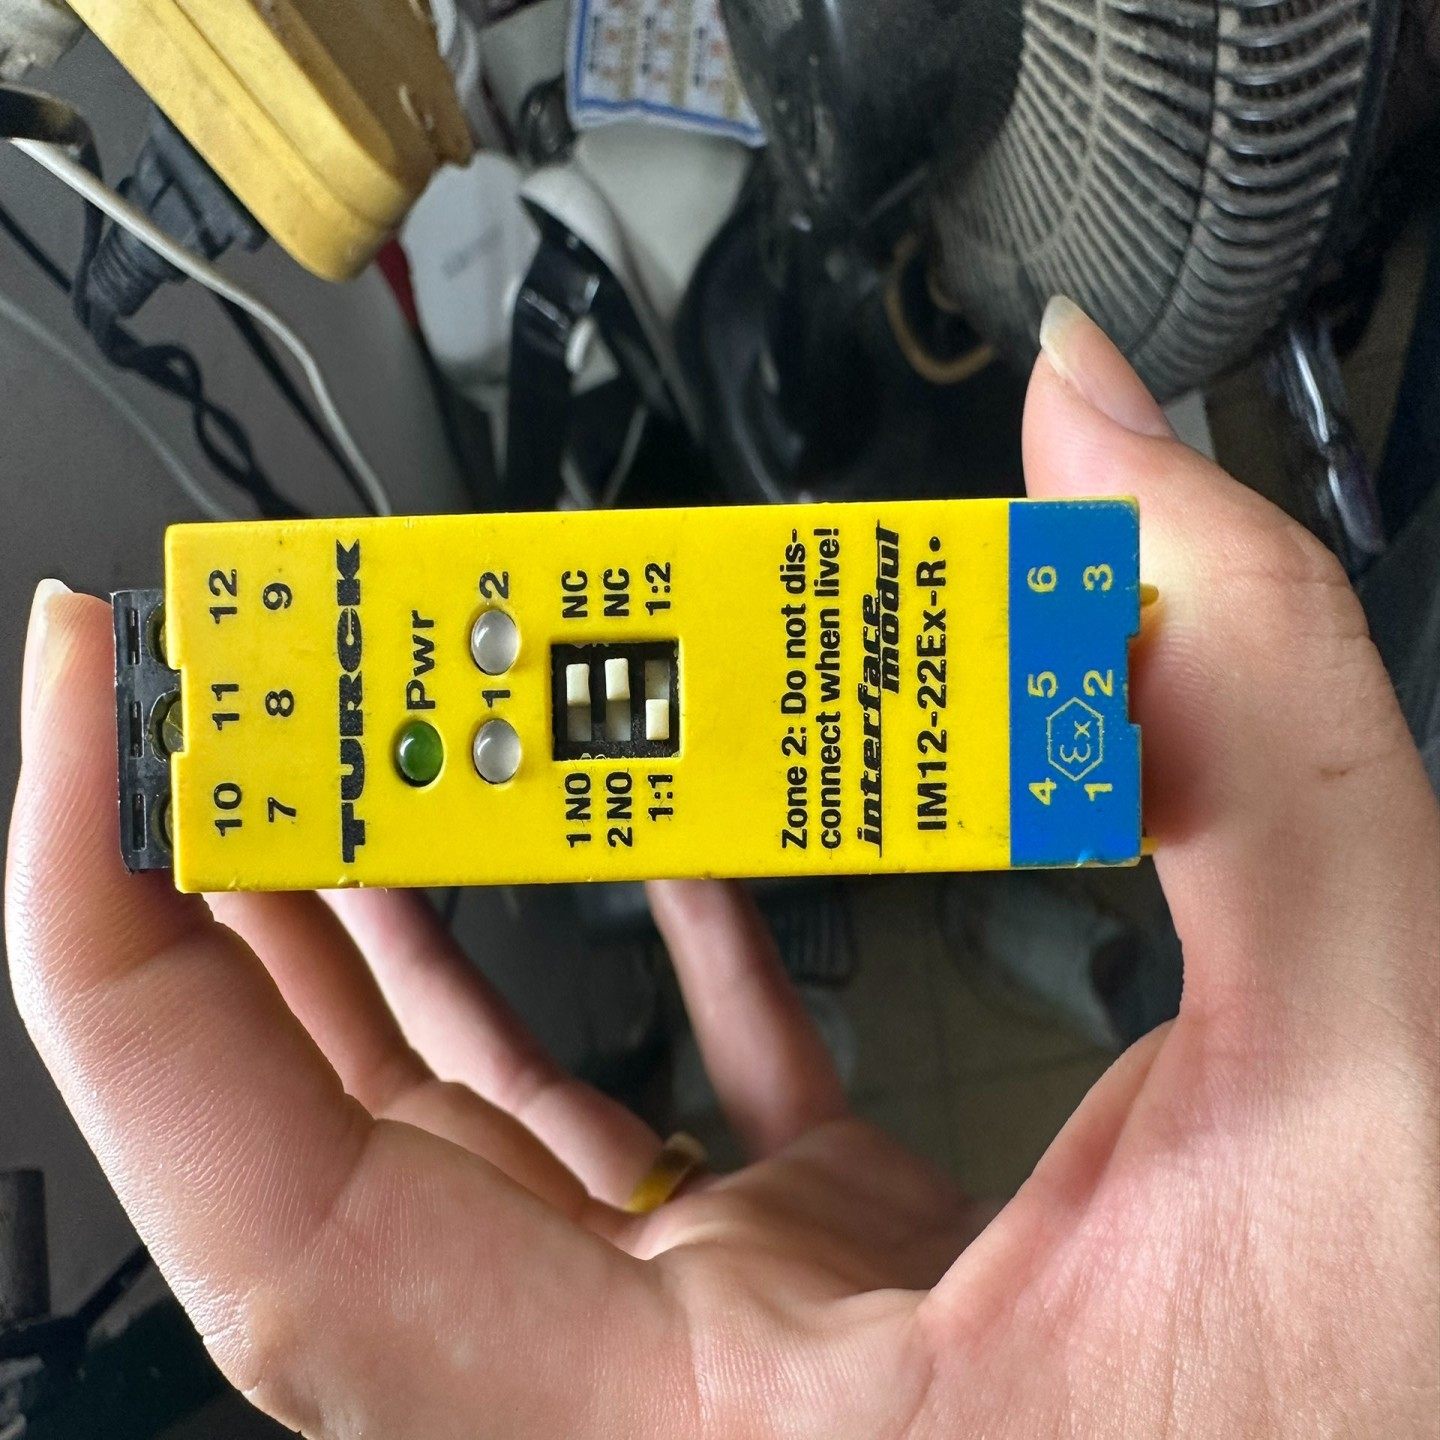 12 11 10
9 8 7
TURCK
Pwr
1 2
1 NO NC
2 NO NC
1:1 1:2
Zone 2: Do not dis-
connect when live!
interface
modul
IM12-22Ex-R•
4 5 6
1 2 3
Ex